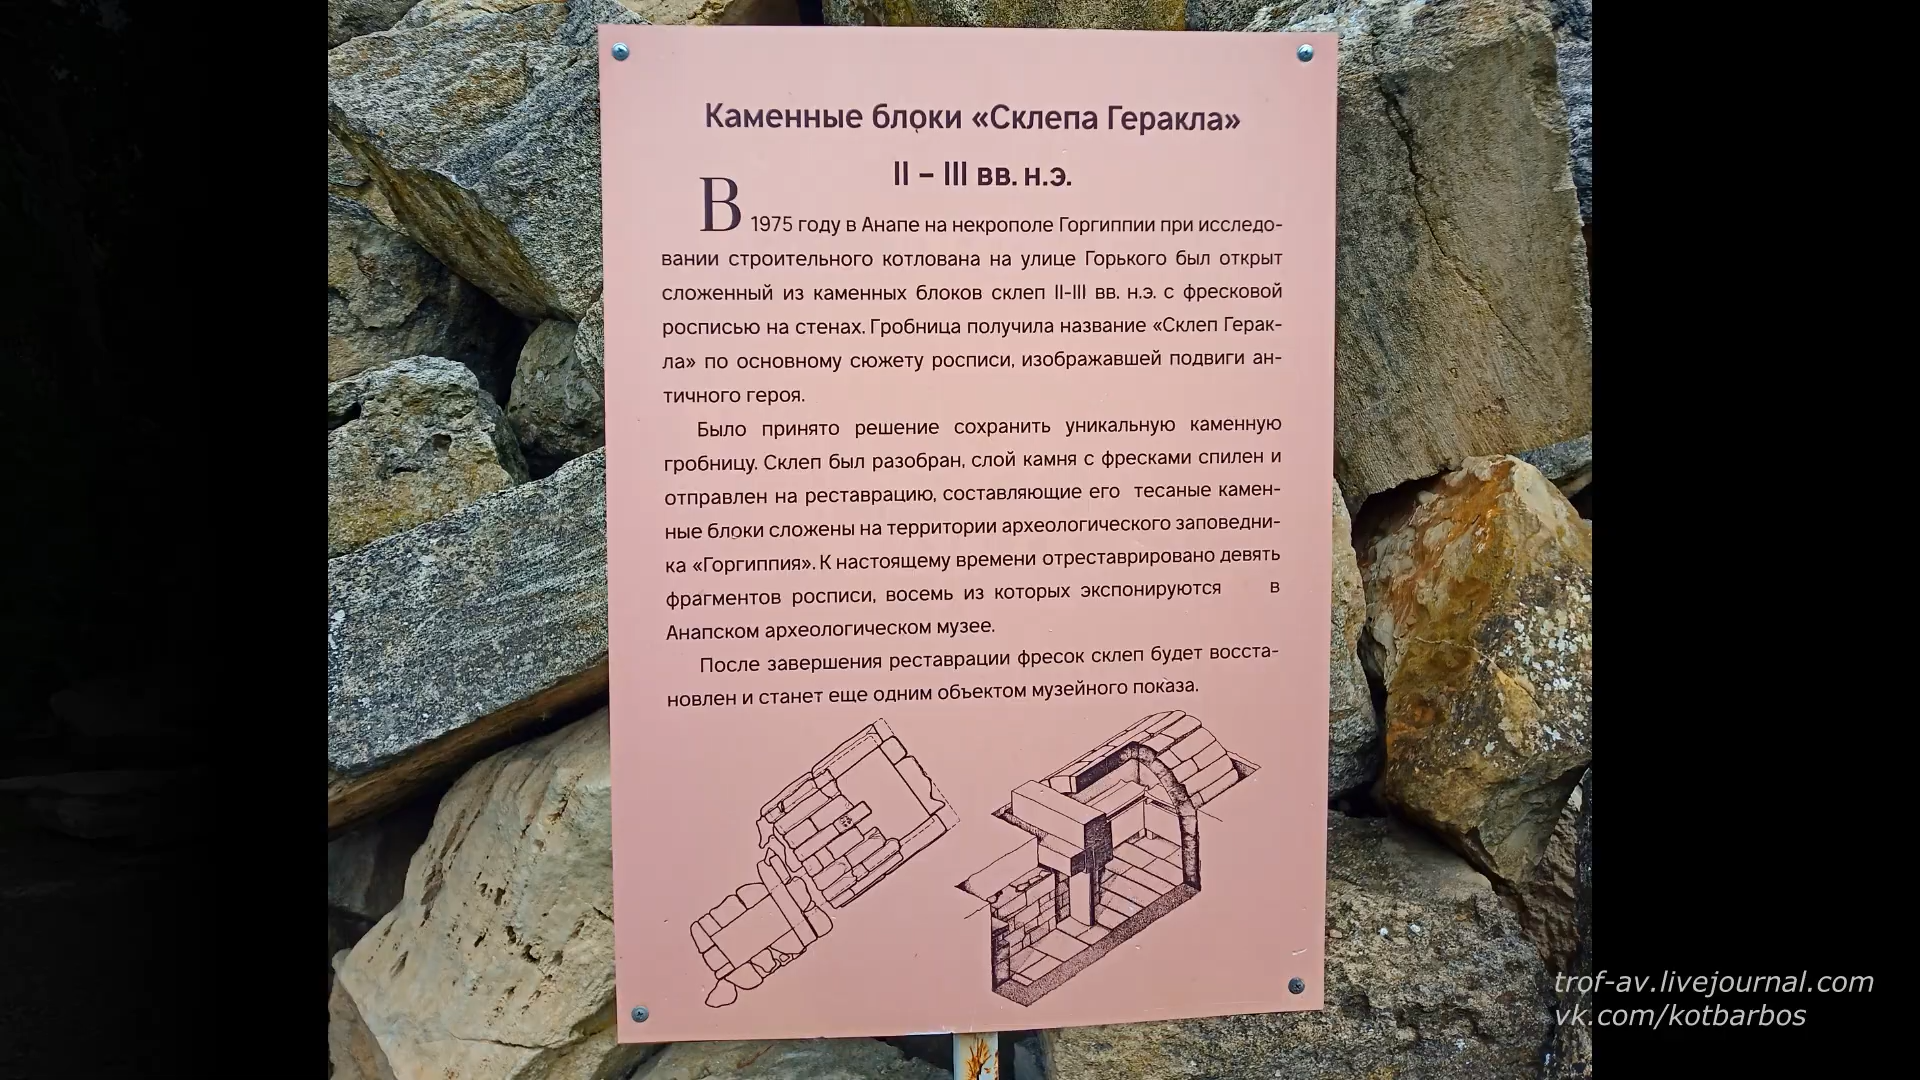 Каменные блоки «Склепа Геракла»
II – III вв. н.э.
В 1975 году в Анапе на некрополе Горгиппии при исследо-
вании строительного котлована на улице Горького был открыт
сложенный из каменных блоков склеп II-III вв. н.э. с фресковой
росписью на стенах. Гробница получила название «Склеп Герак-
ла» по основному сюжету росписи, изображавшей подвиги ан-
тичного героя.
Было принято решение сохранить уникальную каменную
гробницу. Склеп был разобран, слой камня с фресками спилен и
отправлен на реставрацию, составляющие его тесаные камен-
ные блоки сложены на территории археологического заповедни-
ка «Горгиппия». К настоящему времени отреставрировано девять
фрагментов росписи, восемь из которых экспонируются в
Анапском археологическом музее.
После завершения реставрации фресок склеп будет восста-
новлен и станет еще одним объектом музейного показа.
trof-av.livejournal.com
vk.com/kotbarbos